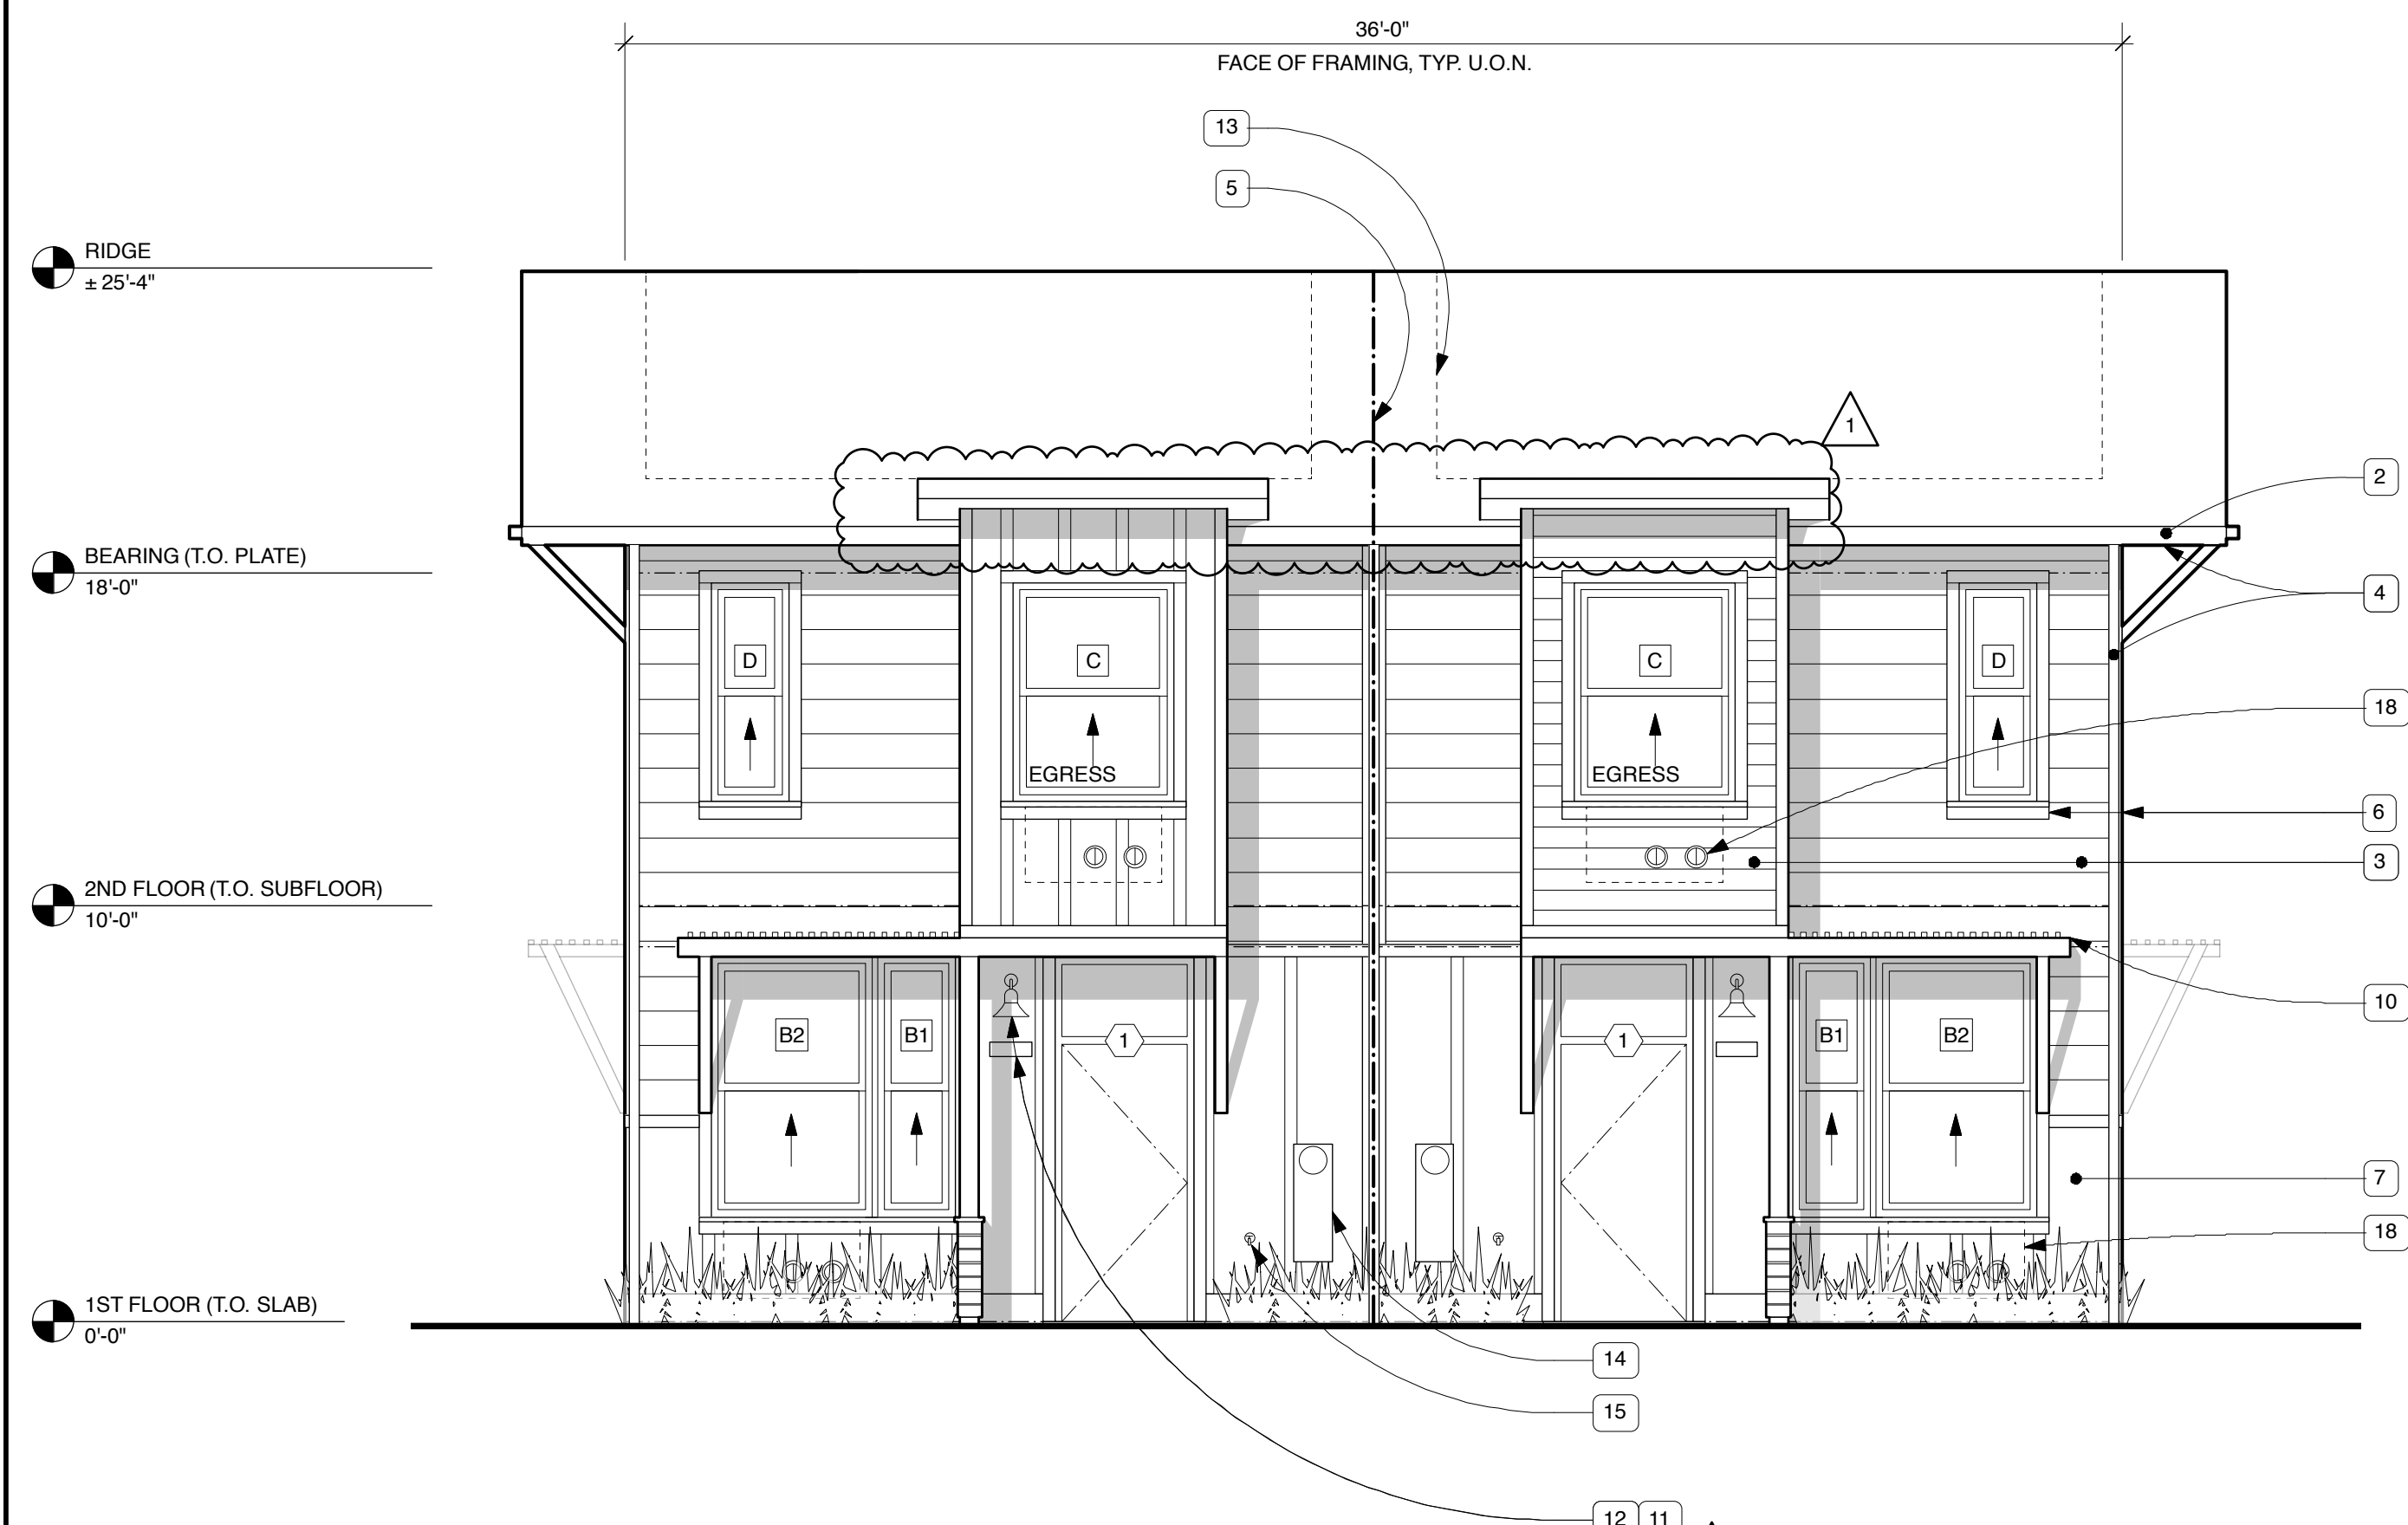 36'-0"
FACE OF FRAMING, TYP. U.O.N.
13
5
RIDGE
± 25'-4"
1
2
BEARING (T.O. PLATE)
18'-0"
4
D
C
C
D
18
EGRESS
EGRESS
6
3
2ND FLOOR (T.O. SUBFLOOR)
10'-0"
10
B2
B1
1
1
B1
B2
7
18
1ST FLOOR (T.O. SLAB)
0'-0"
14
15
12 11